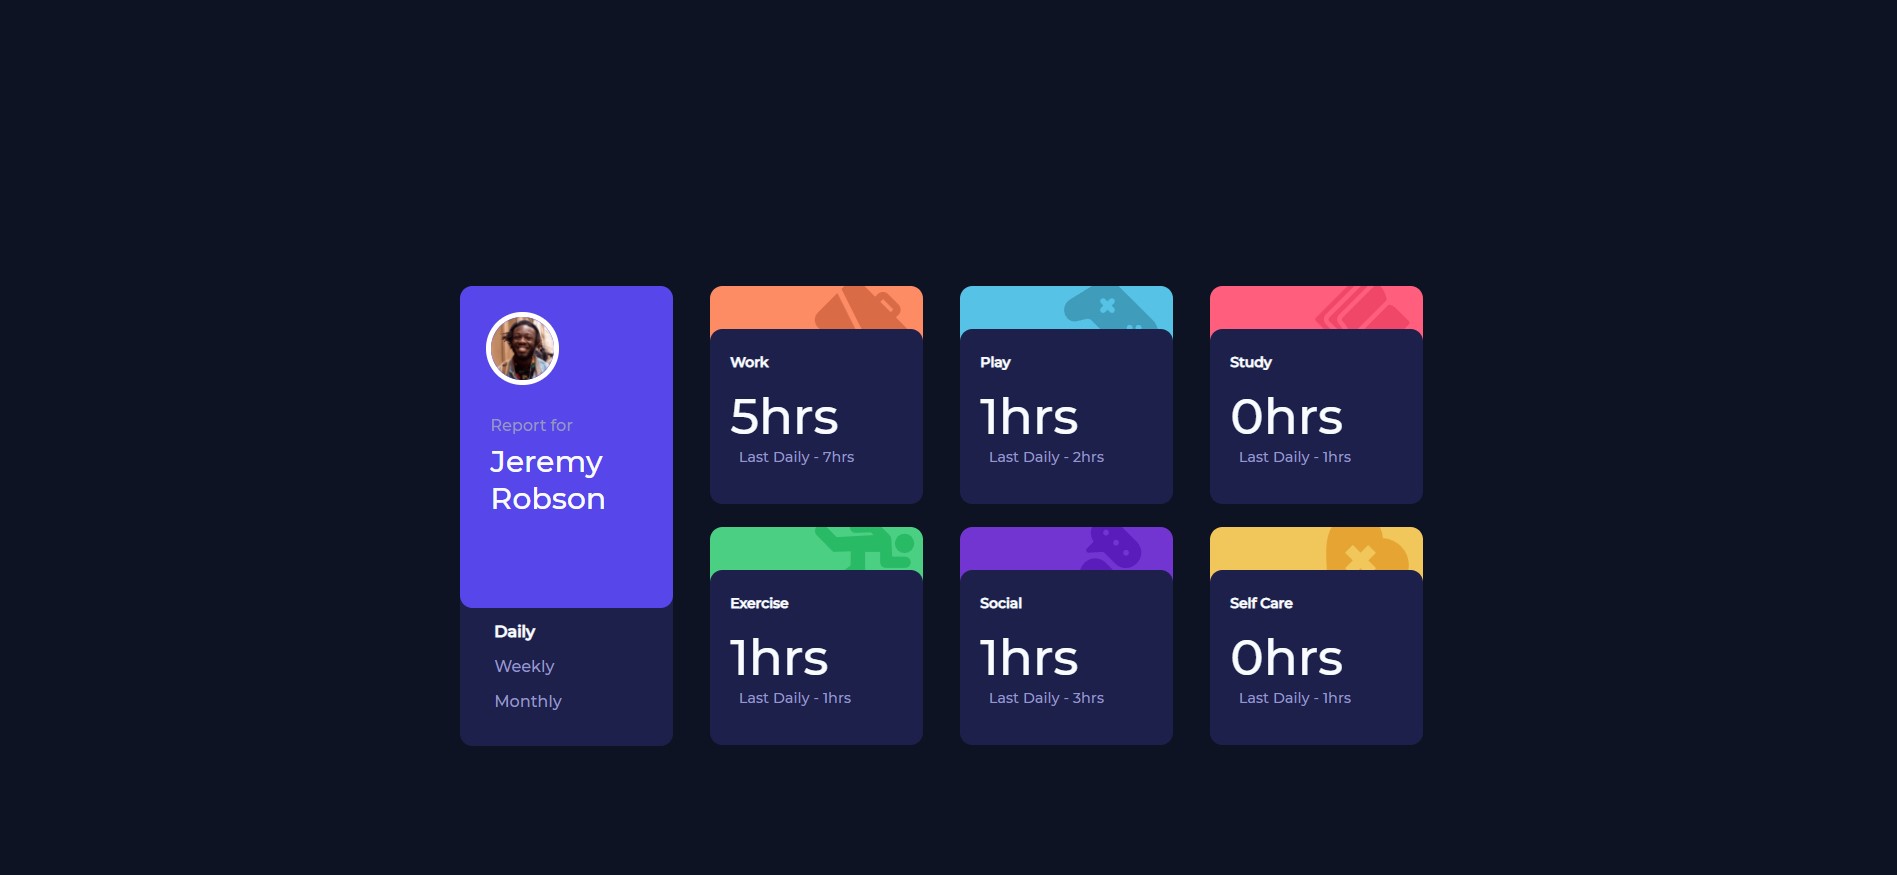 Report for
Jeremy
Robson
Daily
Weekly
Monthly
Work
5hrs
Last Daily - 7hrs
Play
1hrs
Last Daily - 2hrs
Study
0hrs
Last Daily - 1hrs
Exercise
1hrs
Last Daily - 1hrs
Social
1hrs
Last Daily - 3hrs
Self Care
0hrs
Last Daily - 1hrs